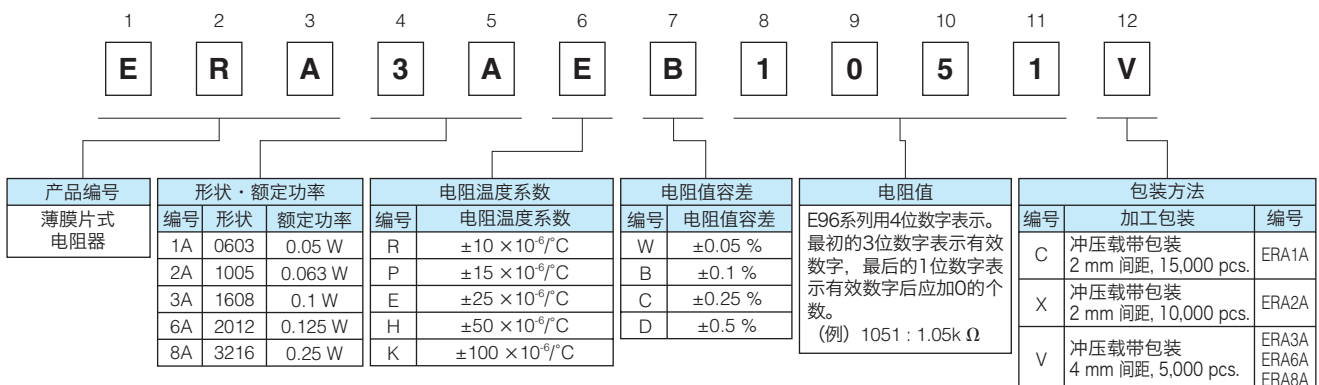 1 2 3 4 5 6 7 8 9 10 11 12
E R A 3 A E B 1 0 5 1 V
产品编号
薄膜片式
电阻器
形状・额定功率
编号 形状 额定功率
1A 0603 0.05 W
2A 1005 0.063 W
3A 1608 0.1 W
6A 2012 0.125 W
8A 3216 0.25 W
电阻温度系数
编号 电阻温度系数
R ±10 ×10⁻⁶/°C
P ±15 ×10⁻⁶/°C
E ±25 ×10⁻⁶/°C
H ±50 ×10⁻⁶/°C
K ±100 ×10⁻⁶/°C
电阻值容差
编号 电阻值容差
W ±0.05 %
B ±0.1 %
C ±0.25 %
D ±0.5 %
电阻值
E96系列用4位数字表示。
最初的3位数字表示有效
数字，最后的1位数字表
示有效数字后应加0的个
数。
（例）1051 : 1.05k Ω
包装方法
编号 加工包装 编号
C 冲压载带包装
2 mm 间距, 15,000 pcs. ERA1A
X 冲压载带包装
2 mm 间距, 10,000 pcs. ERA2A
V 冲压载带包装
4 mm 间距, 5,000 pcs.
ERA3A
ERA6A
ERA8A